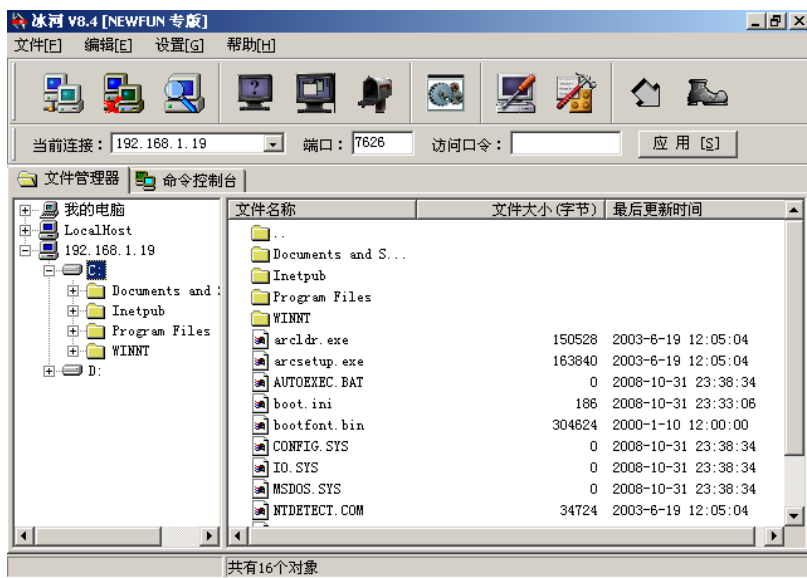 冰河 V8.4 [NEWFUN 专版]
文件[F] 编辑[E] 设置[G] 帮助[H]
当前连接： 192.168.1.19 端口： 7626 访问口令： 应 用 [S]
文件管理器 命令控制台
我的电脑
LocalHost
192.168.1.19
C:
Documents and
Inetpub
Program Files
WINNT
D:
文件名称 文件大小(字节) 最后更新时间
..
Documents and S...
Inetpub
Program Files
WINNT
arcldr.exe 150528 2003-6-19 12:05:04
arcsetup.exe 163840 2003-6-19 12:05:04
AUTOEXEC.BAT 0 2008-10-31 23:38:34
boot.ini 186 2008-10-31 23:33:06
bootfont.bin 304624 2000-1-10 12:00:00
CONFIG.SYS 0 2008-10-31 23:38:34
IO.SYS 0 2008-10-31 23:38:34
MSDOS.SYS 0 2008-10-31 23:38:34
NTDETECT.COM 34724 2003-6-19 12:05:04
共有16个对象